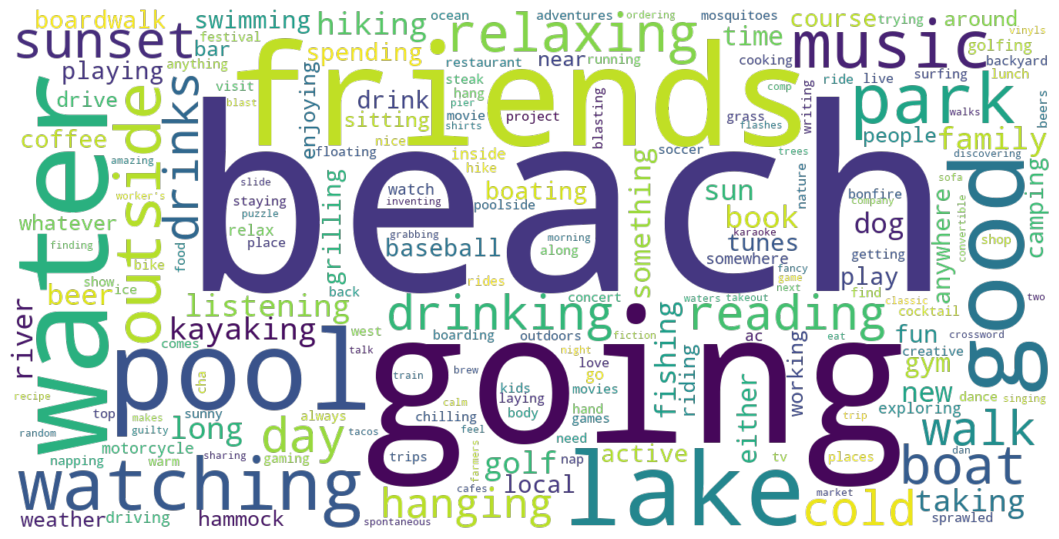 boardwalk
swimming
hiking
relaxing
ocean
adventures
ordering
mosquitoes
course
trying
around
vinyls
sunset
festival
bar
anything
spending
restaurant
near
running
time
cooking
music
golfing
backyard
playing
friends
steak
hang
surfing
lunch
ride
live
drive
visit
blast
drink
pier
movie
shirts
project
comp
flashes
grass
writing
park
beers
walks
coffee
outside
drinks
enjoying
sitting
nice
blasting
people
family
water
amazing
worker's
floating
inside
hike
soccer
trees
nature
discovering
whatever
slide
staying
puzzle
relax
place
beach
watch
inventing
boating
poolside
something
sun
book
karaoke
tunes
somewhere
bonfire
company
dog
sofa
good
camping
finding
bike
show
ice
food
grilling
grabbing
baseball
morning
along
back
rides
fancy
game
next
play
getting
find
anywhere
convertible
shop
beer
listening
concert
waters
takeout
classic
cocktail
two
river
kayaking
comes
west
talk
drinking
boarding
outdoors
fiction
reading
ac
eat
fun
creative
crossword
recipe
pool
cha
going
night
train
brew
love
go
fishing
riding
working
gym
new
dance
singing
top
makes
sunny
long
day
always
calm
kids
laying
movies
body
hand
games
either
trip
exploring
random
guilty
motorcycle
tacos
chilling
feel
need
walk
napping
sharing
warm
gaming
trips
farmers
golf
nap
active
tv
places
dan
boat
watching
local
lake
weather
driving
hammock
hanging
cafes
spontaneous
market
cold
taking
sprawled